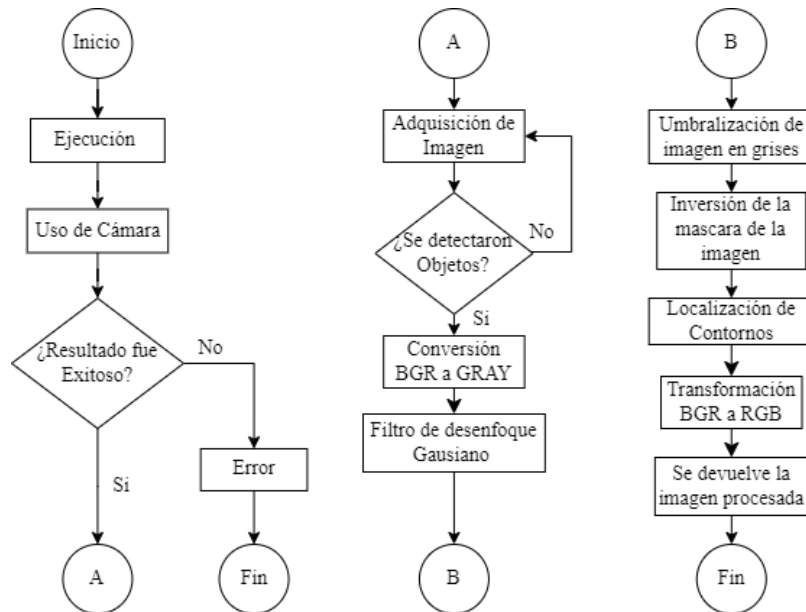 Inicio
Ejecución
Uso de Cámara
¿Resultado fue
Exitoso?
No
Si
Error
A
Fin
A
Adquisición de
Imagen
¿Se detectaron
Objetos?
No
Si
Conversión
BGR a GRAY
Filtro de desenfoque
Gausiano
B
B
Umbralización de
imagen en grises
Inversión de la
mascara de la
imagen
Localización de
Contornos
Transformación
BGR a RGB
Se devuelve la
imagen procesada
Fin